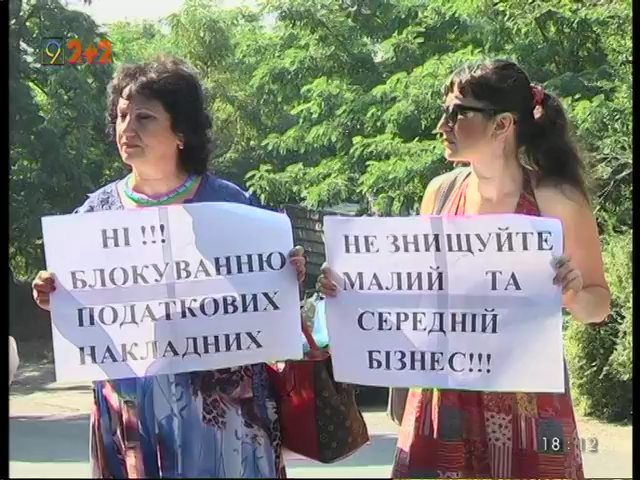 9 2+2
НІ !!!
БЛОКУВАННЮ
ПОДАТКОВИХ
НАКЛАДНИХ
НЕ ЗНИЩУЙТЕ
МАЛИЙ ТА
СЕРЕДНІЙ
БІЗНЕС!!!
18:12